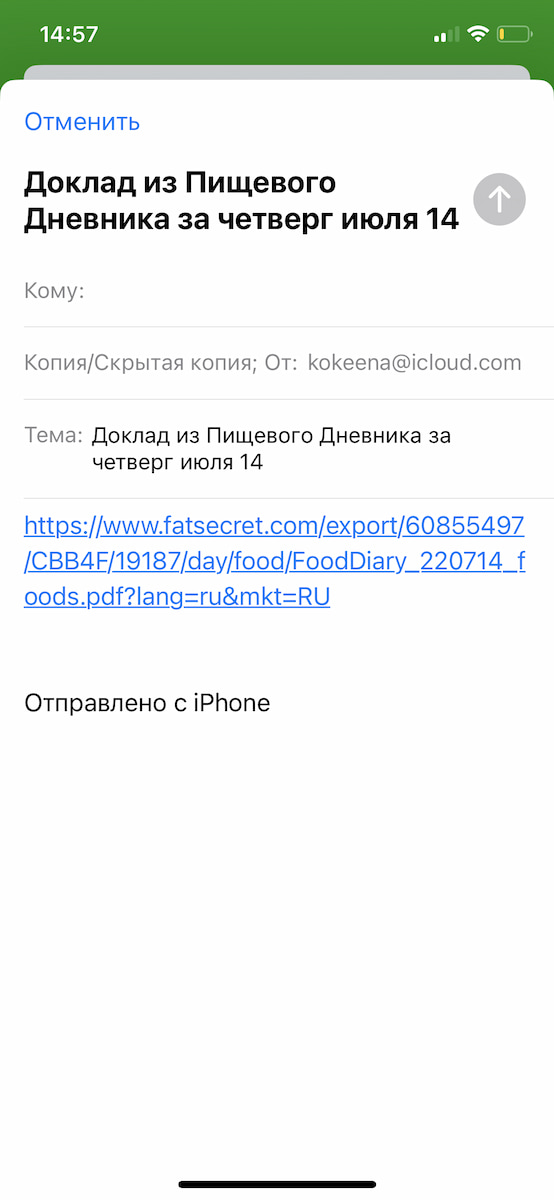 14:57
Отменить
Доклад из Пищевого
Дневника за четверг июля 14
Кому:
Копия/Скрытая копия; От: kokeena@icloud.com
Тема: Доклад из Пищевого Дневника за
четверг июля 14
https://www.fatsecret.com/export/60855497
/CBB4F/19187/day/food/FoodDiary_220714_f
oods.pdf?lang=ru&mkt=RU
Отправлено с iPhone